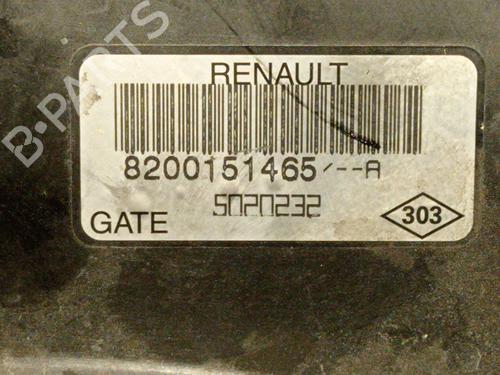 B-PARTS
RENAULT
8200151465/--A
5020232
GATE
303